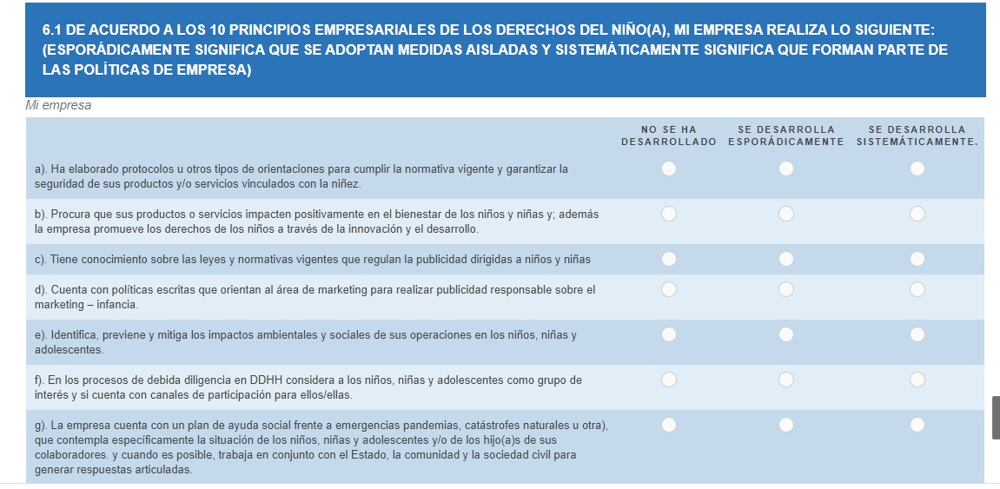 6.1 DE ACUERDO A LOS 10 PRINCIPIOS EMPRESARIALES DE LOS DERECHOS DEL NIÑO(A), MI EMPRESA REALIZA LO SIGUIENTE:
(ESPORÁDICAMENTE SIGNIFICA QUE SE ADOPTAN MEDIDAS AISLADAS Y SISTEMÁTICAMENTE SIGNIFICA QUE FORMAN PARTE DE
LAS POLÍTICAS DE EMPRESA)
Mi empresa
NO SE HA
DESARROLLADO
SE DESARROLLA
ESPORÁDICAMENTE
SE DESARROLLA
SISTEMÁTICAMENTE.
a). Ha elaborado protocolos u otros tipos de orientaciones para cumplir la normativa vigente y garantizar la
seguridad de sus productos y/o servicios vinculados con la niñez.
b). Procura que sus productos o servicios impacten positivamente en el bienestar de los niños y niñas y; además
la empresa promueve los derechos de los niños a través de la innovación y el desarrollo.
c). Tiene conocimiento sobre las leyes y normativas vigentes que regulan la publicidad dirigidas a niños y niñas
d). Cuenta con políticas escritas que orientan al área de marketing para realizar publicidad responsable sobre el
marketing – infancia.
e). Identifica, previene y mitiga los impactos ambientales y sociales de sus operaciones en los niños, niñas y
adolescentes.
f). En los procesos de debida diligencia en DDHH considera a los niños, niñas y adolescentes como grupo de
interés y si cuenta con canales de participación para ellos/ellas.
g). La empresa cuenta con un plan de ayuda social frente a emergencias pandemias, catástrofes naturales u otra),
que contempla específicamente la situación de los niños, niñas y adolescentes y/o de los hijo(a)s de sus
colaboradores. y cuando es posible, trabaja en conjunto con el Estado, la comunidad y la sociedad civil para
generar respuestas articuladas.